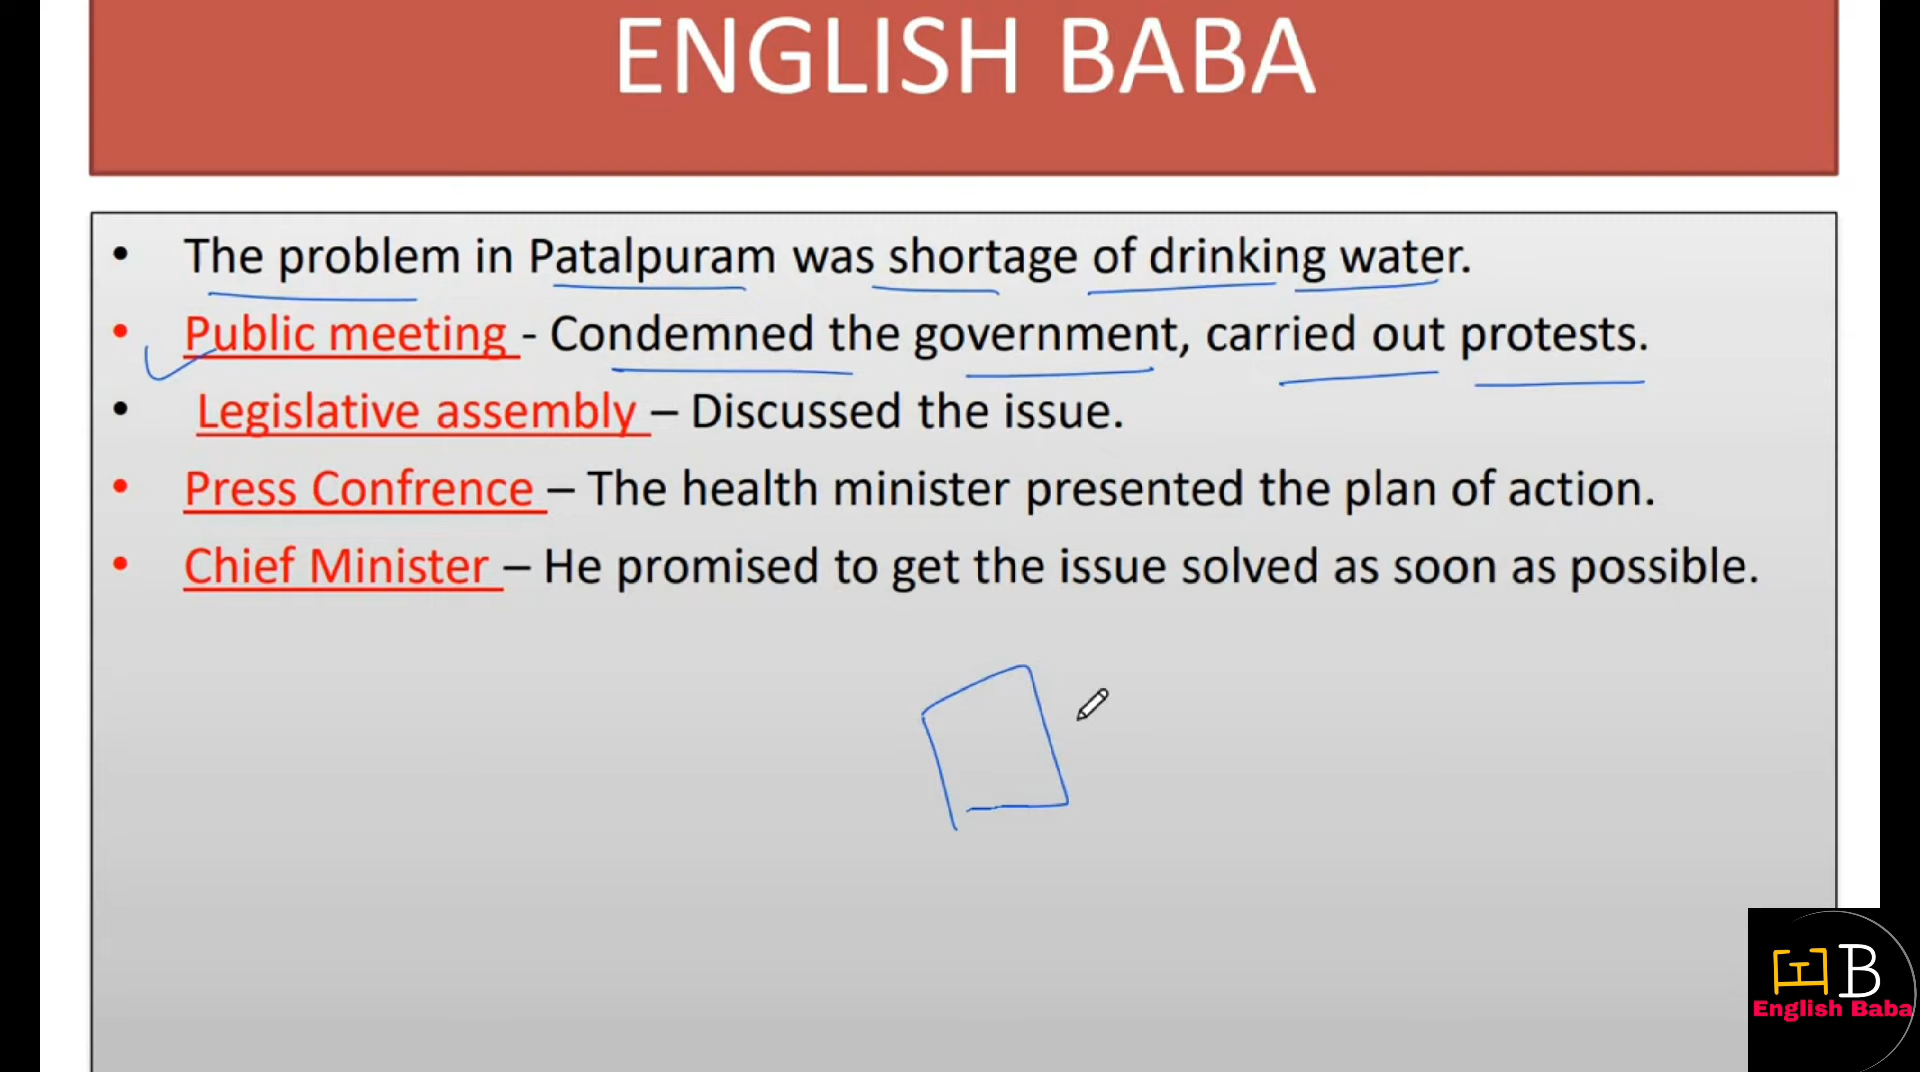 ENGLISH BABA
• The problem in Patalpuram was shortage of drinking water.
• Public meeting - Condemned the government, carried out protests.
• Legislative assembly – Discussed the issue.
• Press Confrence – The health minister presented the plan of action.
• Chief Minister – He promised to get the issue solved as soon as possible.
B
English Baba